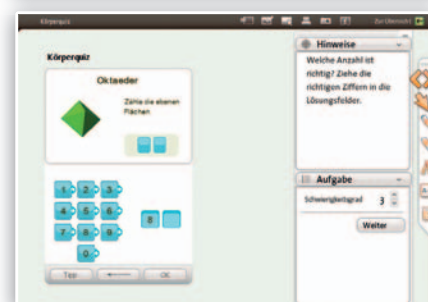 Körperquiz
Zur Übersicht
Körperquiz
Oktaeder
Zähle die ebenen
Flächen.
1 2 3
4 5 6
7 8 9
0
8
Tipp
OK
Hinweise
Welche Anzahl ist
richtig? Ziehe die
richtigen Ziffern in die
Lösungsfelder.
Aufgabe
Schwierigkeitsgrad 3
Weiter